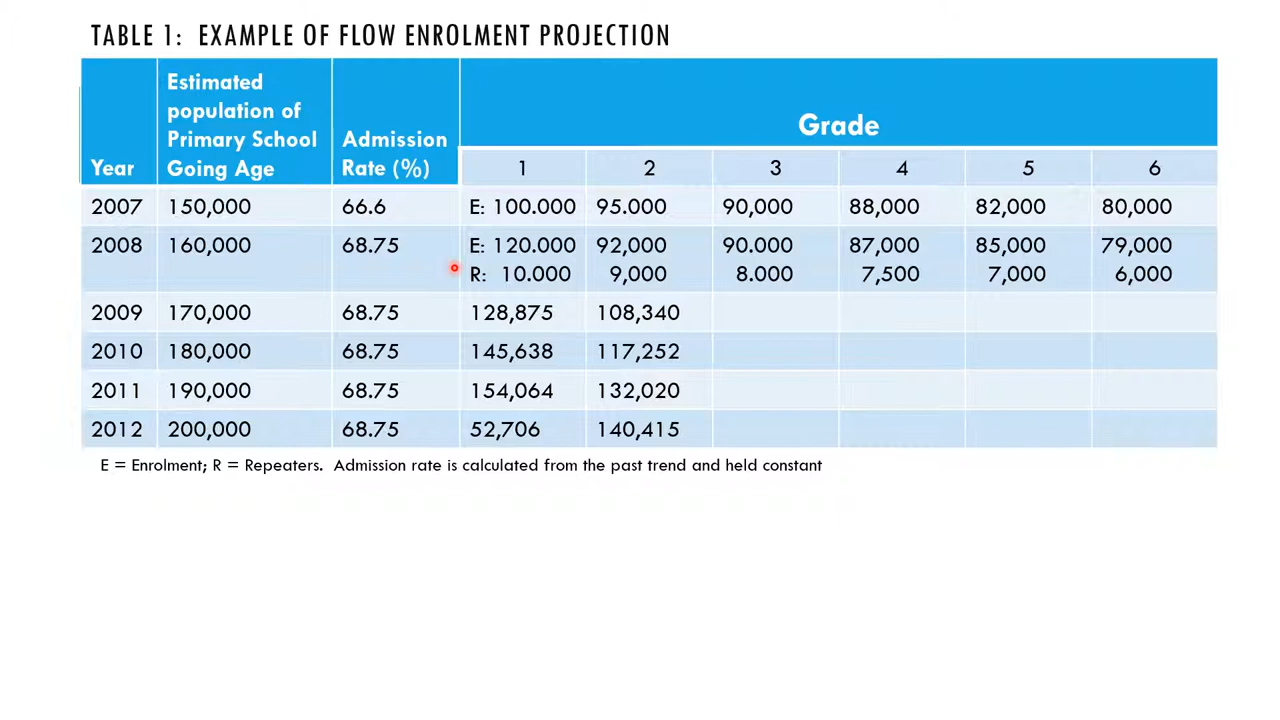 TABLE 1: EXAMPLE OF FLOW ENROLMENT PROJECTION
Year Estimated population of Primary School Going Age Admission Rate (%) Grade
1 2 3 4 5 6
2007 150,000 66.6 E: 100.000 95.000 90,000 88,000 82,000 80,000
2008 160,000 68.75 E: 120.000 92,000 90.000 87,000 85,000 79,000
R: 10.000 9,000 8.000 7,500 7,000 6,000
2009 170,000 68.75 128,875 108,340
2010 180,000 68.75 145,638 117,252
2011 190,000 68.75 154,064 132,020
2012 200,000 68.75 52,706 140,415
E = Enrolment; R = Repeaters. Admission rate is calculated from the past trend and held constant